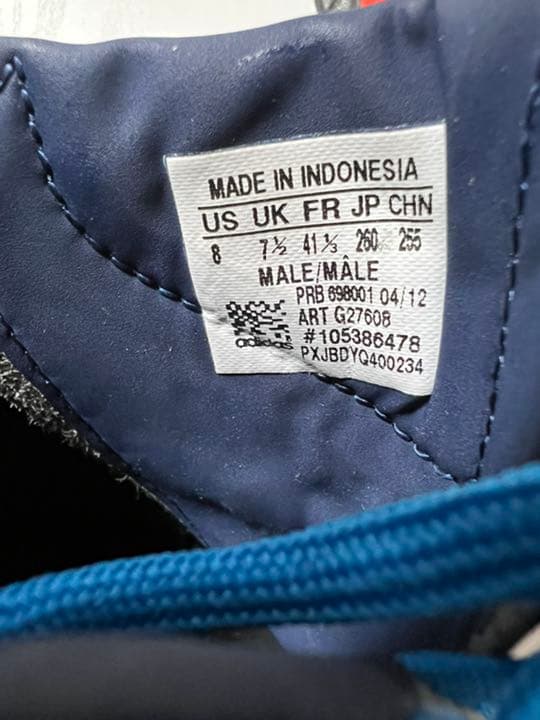 MADE IN INDONESIA
US UK FR JP CHN
8 7½ 41⅓ 260 255
MALE/MÂLE
PRB 698001 04/12
ART G27608
#105386478
PXJBDYQ400234
adidas